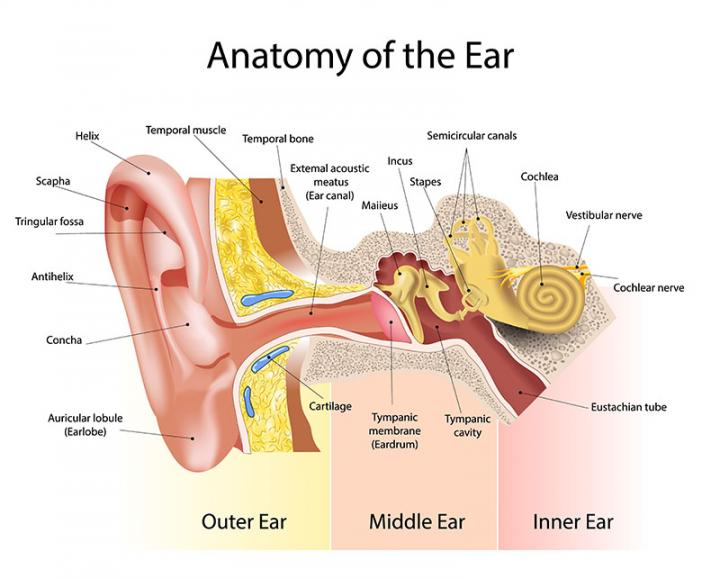 Anatomy of the Ear
Helix
Temporal muscle
Temporal bone
Semicircular canals
Scapha
External acoustic
meatus
(Ear canal)
Incus
Stapes
Cochlea
Maiieus
Tringular fossa
Vestibular nerve
Antihelix
Cochlear nerve
Concha
Cartilage
Eustachian tube
Auricular lobule
(Earlobe)
Tympanic
membrane
(Eardrum)
Tympanic
cavity
Outer Ear
Middle Ear
Inner Ear